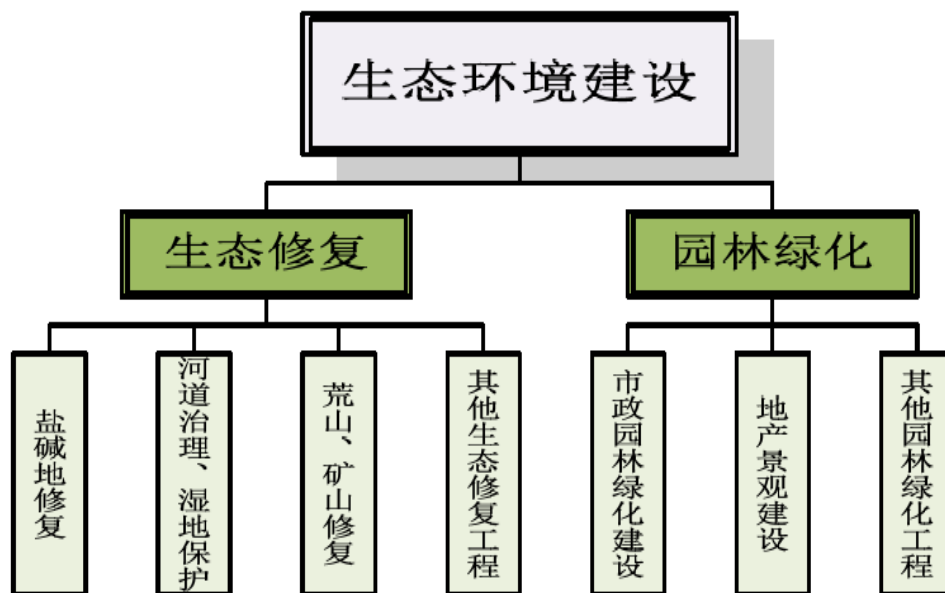 生态环境建设
生态修复
园林绿化
盐碱地修复
河道治理、湿地保护
荒山、矿山修复
其他生态修复工程
市政园林绿化建设
地产景观建设
其他园林绿化工程